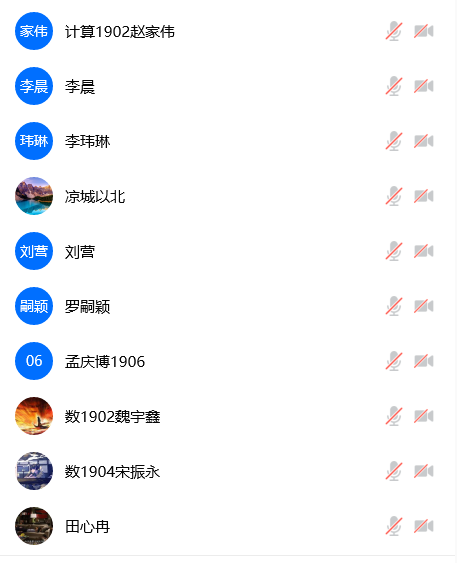 家伟 计算1902赵家伟
李晨 李晨
玮琳 李玮琳
凉城以北
刘营 刘营
嗣颖 罗嗣颖
06 孟庆博1906
数1902魏宇鑫
数1904宋振永
田心冉